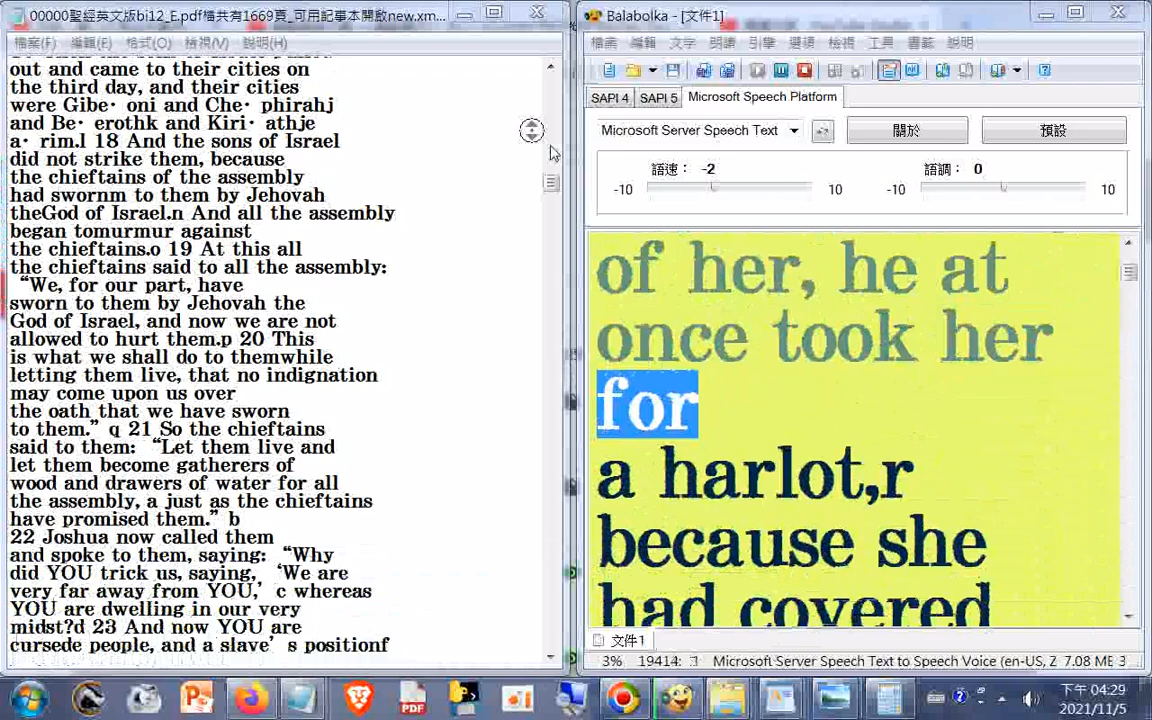 00000聖經英文版bi12_E.pdf檔共有1669頁_可用記事本開啟new.xm...
檔案(F) 編輯(E) 格式(O) 檢視(V) 說明(H)
out and came to their cities on
the third day, and their cities
were Gibe· oni and Che· phirahj
and Be· erothk and Kiri· athje
a· rim.l 18 And the sons of Israel
did not strike them, because
the chieftains of the assembly
had swornm to them by Jehovah
theGod of Israel.n And all the assembly
began tomurmur against
the chieftains.o 19 At this all
the chieftains said to all the assembly:
“We, for our part, have
sworn to them by Jehovah the
God of Israel, and now we are not
allowed to hurt them.p 20 This
is what we shall do to themwhile
letting them live, that no indignation
may come upon us over
the oath that we have sworn
to them.” q 21 So the chieftains
said to them: “Let them live and
let them become gatherers of
wood and drawers of water for all
the assembly, a just as the chieftains
have promised them.” b
22 Joshua now called them
and spoke to them, saying: “Why
did YOU trick us, saying, ‘We are
very far away from YOU,’ c whereas
YOU are dwelling in our very
midst?d 23 And now YOU are
cursede people, and a slave’ s positionf
Balabolka - [文件1]
檔案 編輯 文字 朗讀 引擎 選項 檢視 工具 書籤 說明
SAPI 4 SAPI 5 Microsoft Speech Platform
Microsoft Server Speech Text 關於 預設
語速： -2 語調： 0
-10 10 -10 10
of her, he at
once took her
for
a harlot,r
because she
had covered
文件1
3% 19414: Microsoft Server Speech Text to Speech Voice (en-US, Z 7.08 ME 3
下午 04:29
2021/11/5